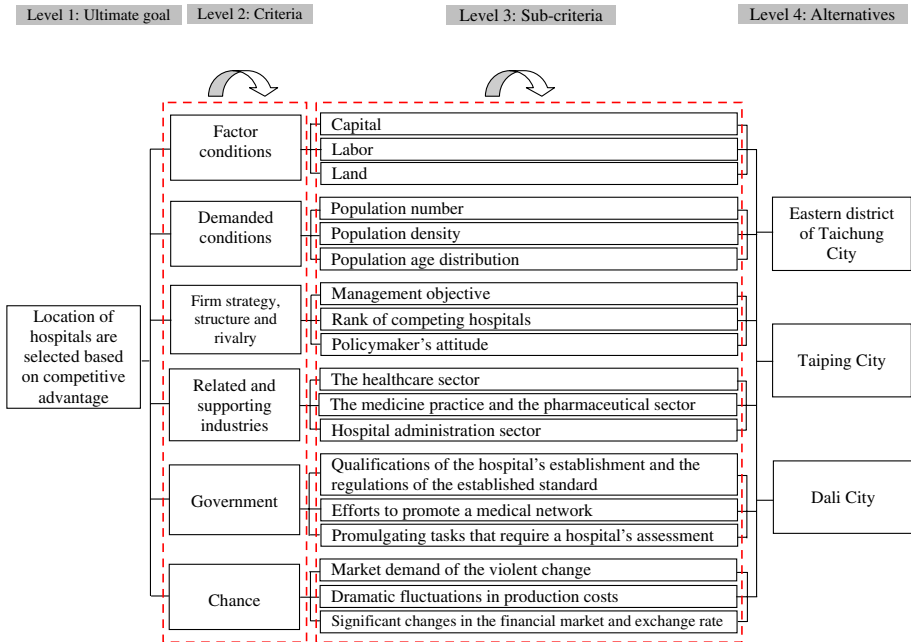 Level 1: Ultimate goal
Level 2: Criteria
Level 3: Sub-criteria
Level 4: Alternatives
Location of
hospitals are
selected based
on competitive
advantage
Factor
conditions
Capital
Labor
Land
Demanded
conditions
Population number
Population density
Population age distribution
Firm strategy,
structure and
rivalry
Management objective
Rank of competing hospitals
Policymaker's attitude
Related and
supporting
industries
The healthcare sector
The medicine practice and the pharmaceutical sector
Hospital administration sector
Government
Qualifications of the hospital's establishment and the
regulations of the established standard
Efforts to promote a medical network
Promulgating tasks that require a hospital's assessment
Chance
Market demand of the violent change
Dramatic fluctuations in production costs
Significant changes in the financial market and exchange rate
Eastern district
of Taichung
City
Taiping City
Dali City